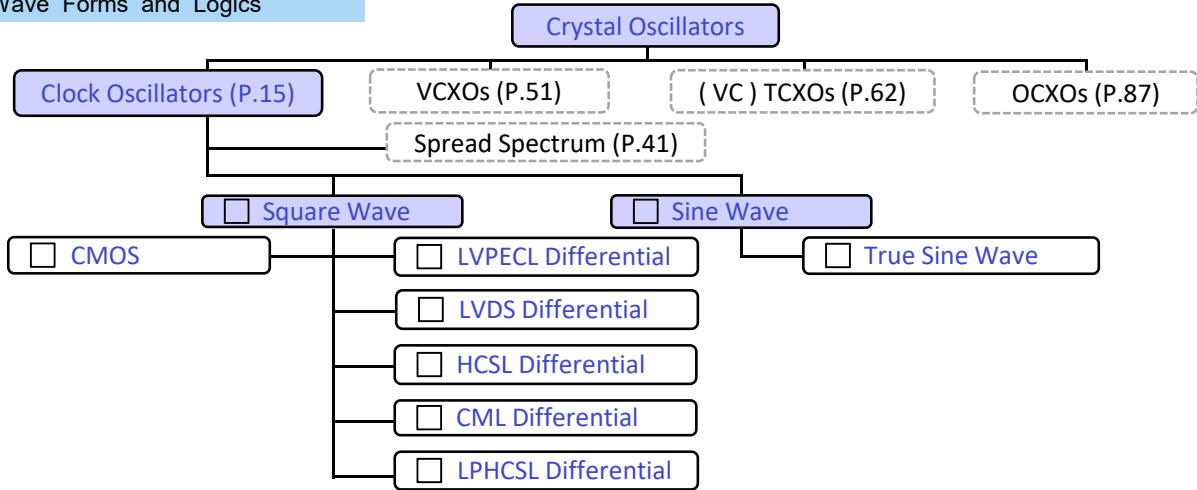 Wave Forms and Logics
Crystal Oscillators
Clock Oscillators (P.15)
VCXOs (P.51)
( VC ) TCXOs (P.62)
OCXOs (P.87)
Spread Spectrum (P.41)
Square Wave
Sine Wave
CMOS
LVPECL Differential
True Sine Wave
LVDS Differential
HCSL Differential
CML Differential
LPHCSL Differential